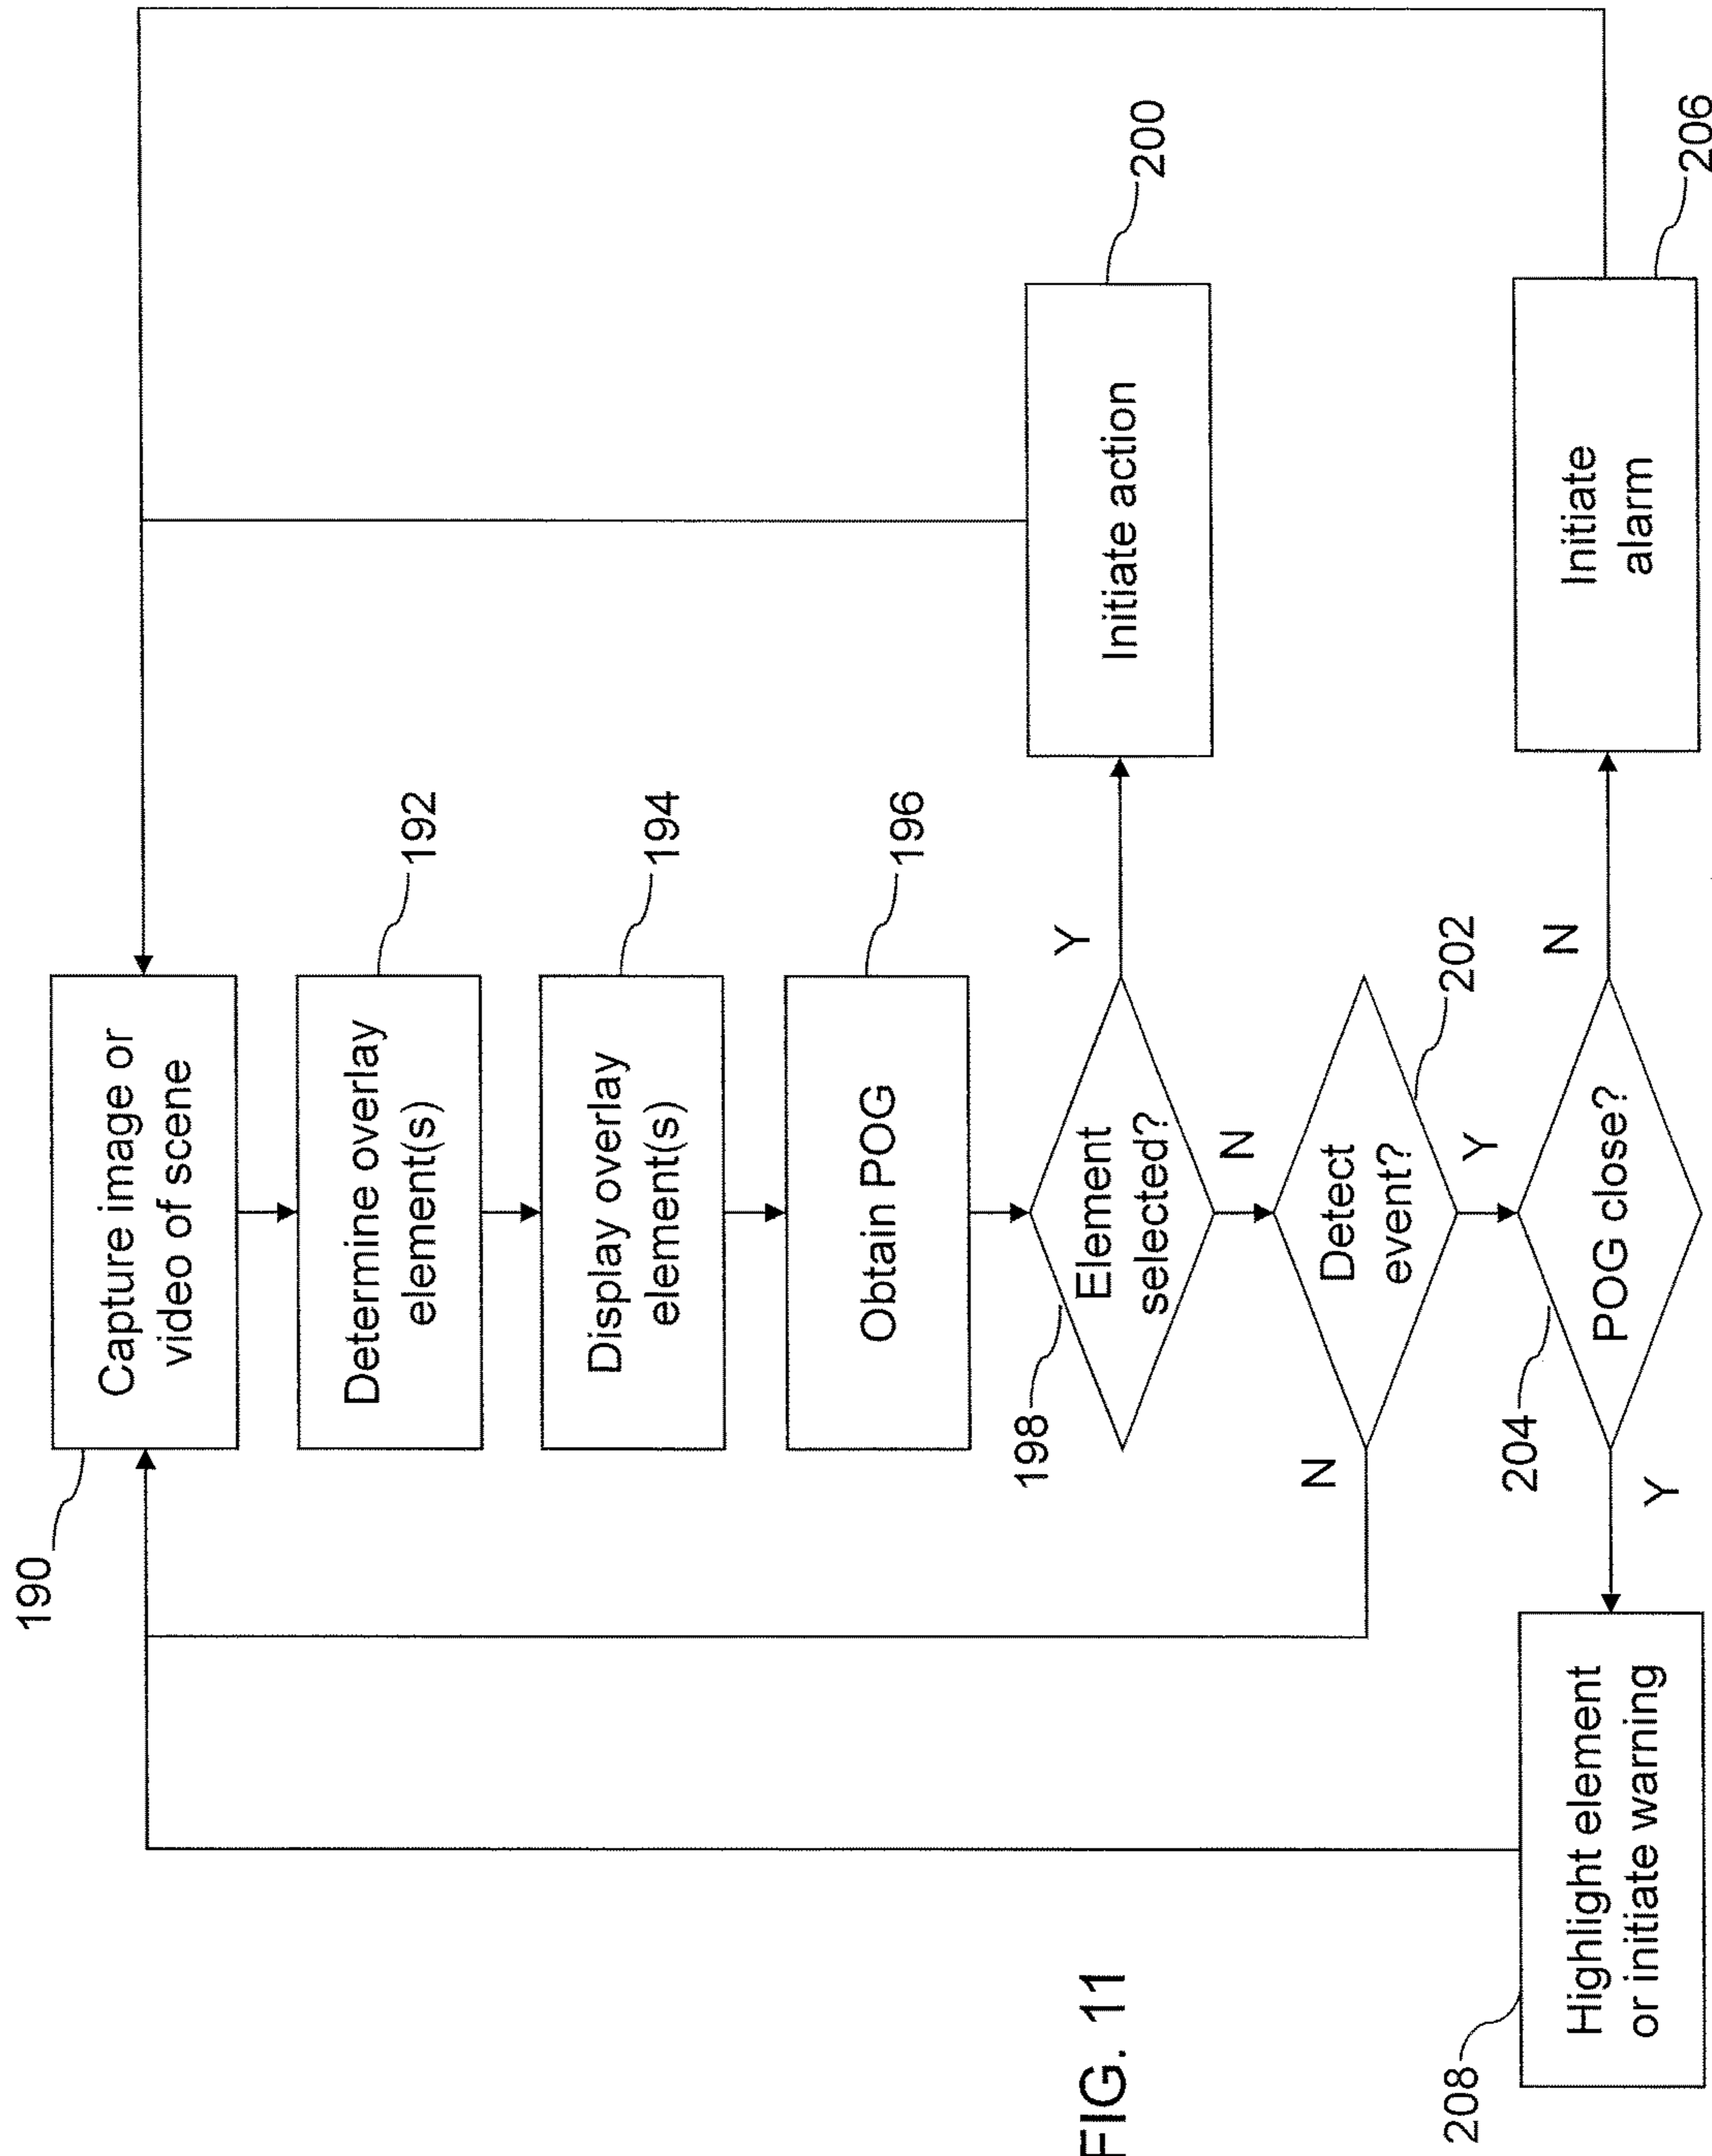 190
Capture image or
video of scene
Determine overlay
element(s)
192
Display overlay
element(s)
194
Obtain POG
196
198
Element
selected?
Y
N
Initiate action
200
Detect
event?
202
N
Y
204
POG close?
N
Y
Initiate
alarm
206
Highlight element
or initiate warning
208
FIG. 11